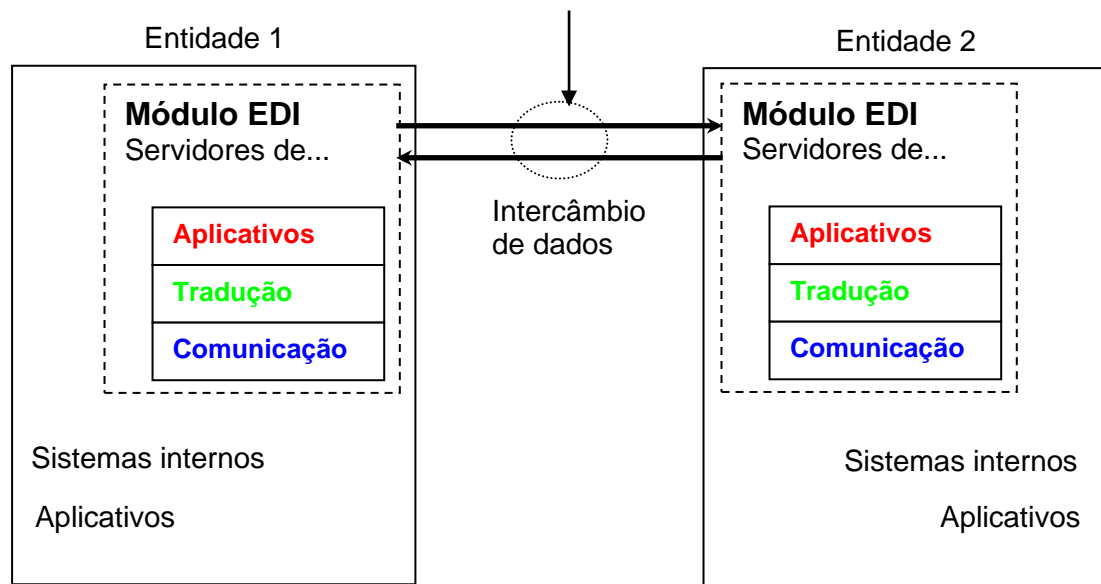 Entidade 1
Entidade 2
Módulo EDI
Servidores de...
Aplicativos
Tradução
Comunicação
Sistemas internos
Aplicativos
Intercâmbio
de dados
Módulo EDI
Servidores de...
Aplicativos
Tradução
Comunicação
Sistemas internos
Aplicativos